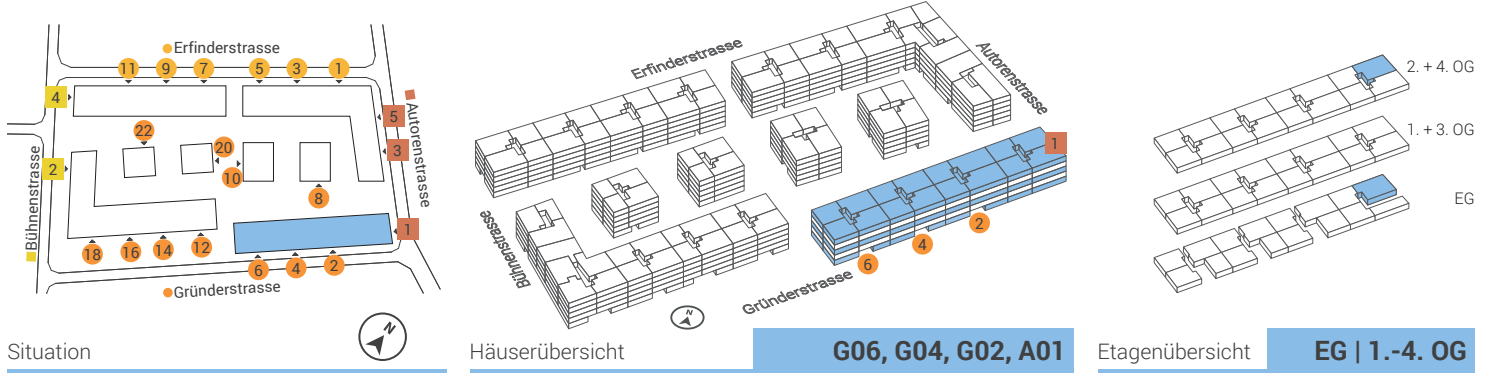 Erfinderstrasse
11 9 7 5 3 1
4
5
Autorenstrasse
22
20
3
2
10
8
Bühnenstrasse
1
18 16 14 12
6 4 2
Gründerstrasse
N
Situation
Erfinderstrasse
Autorenstrasse
1
Bühnenstrasse
2
4
6
Gründerstrasse
N
Häuserübersicht
G06, G04, G02, A01
2. + 4. OG
1. + 3. OG
EG
Etagenübersicht
EG | 1.-4. OG